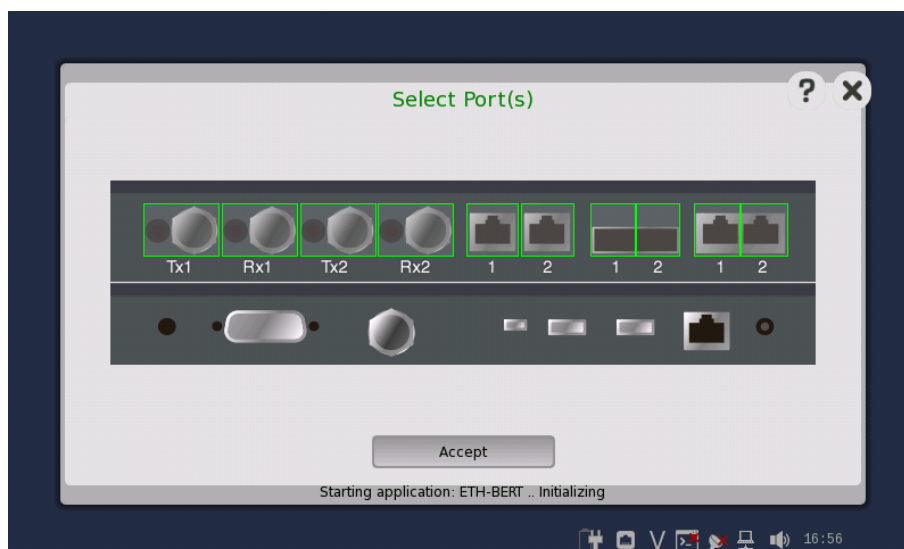 Select Port(s)
?
Tx1 Rx1 Tx2 Rx2 1 2 1 2 1 2
Accept
Starting application: ETH-BERT .. Initializing
16:56